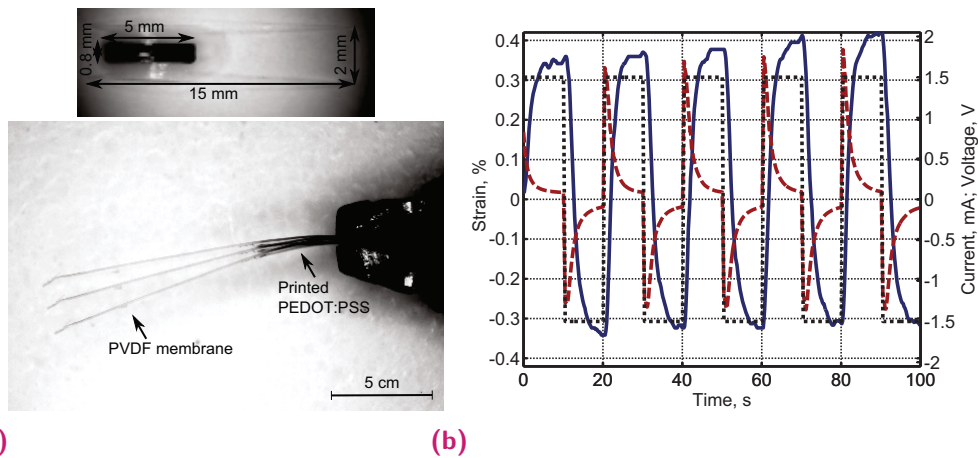 5 mm
0.8 mm
2 mm
15 mm
Printed
PEDOT:PSS
PVDF membrane
5 cm
)
(b)
Strain, %
0.4
0.3
0.2
0.1
0
-0.1
-0.2
-0.3
-0.4
0 20 40 60 80 100
Time, s
2
1.5
1
0.5
0
-0.5
-1
-1.5
-2
Current, mA; Voltage, V